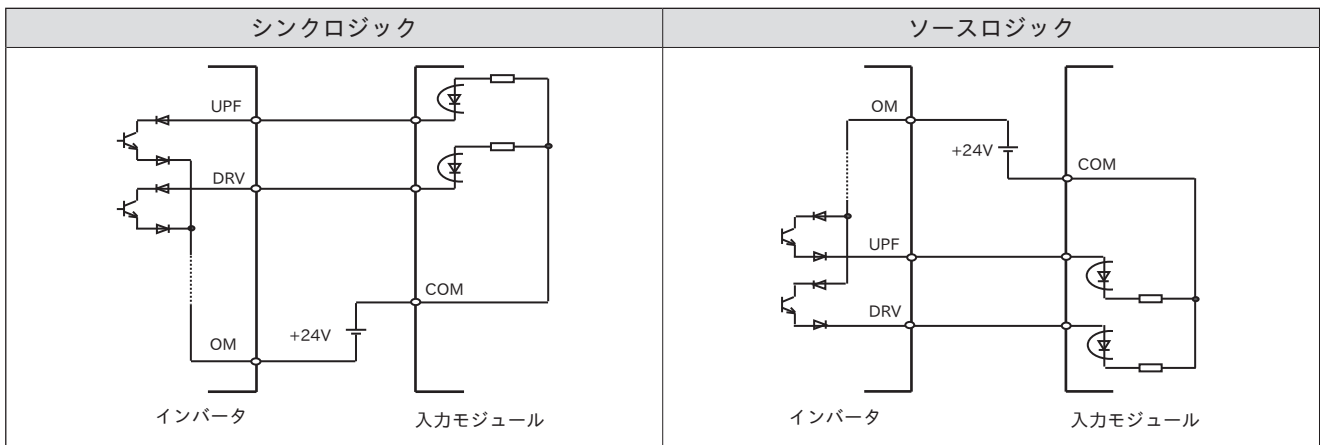 シンクロジック
ソースロジック
UPF
DRV
COM
+24V
OM
インバータ
入力モジュール
OM
+24V
COM
UPF
DRV
インバータ
入力モジュール